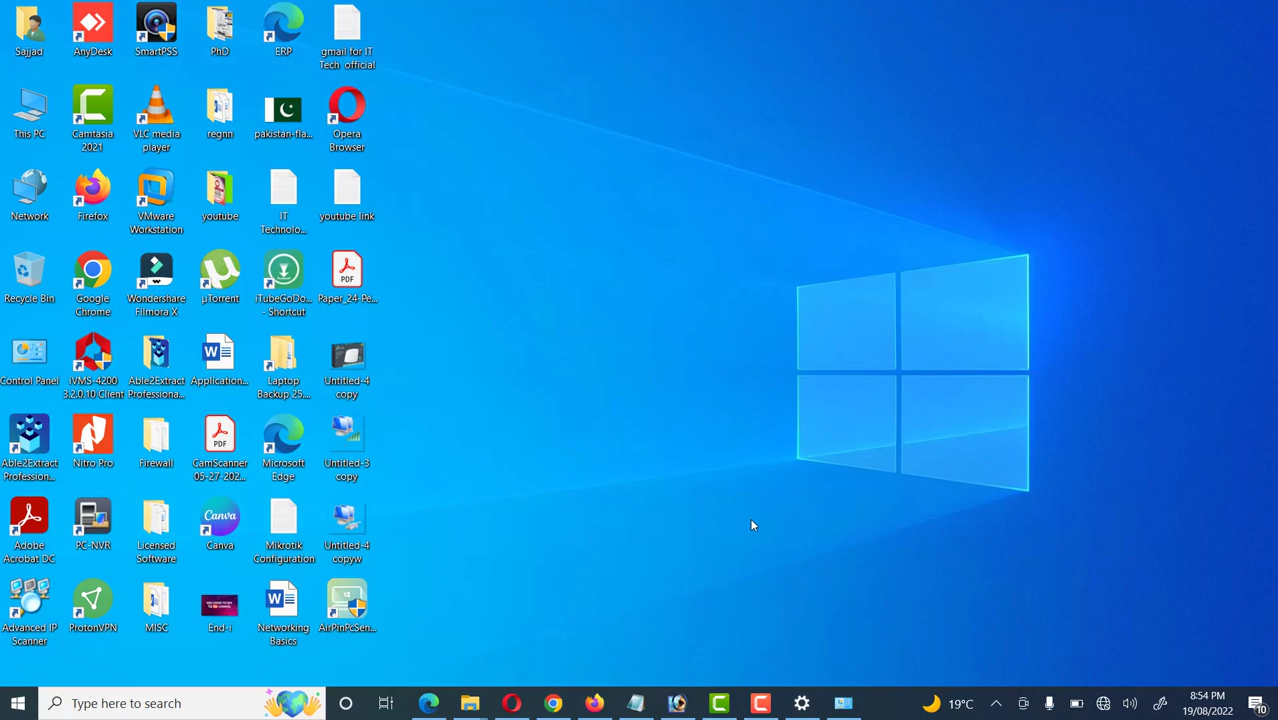 Sajjad
AnyDesk
SmartPSS
PhD
ERP
gmail for IT
Tech official
This PC
Camtasia
2021
VLC media
player
regnn
pakistan-fla...
Opera
Browser
Network
Firefox
VMware
Workstation
youtube
IT
Technolo...
youtube link
Recycle Bin
Google
Chrome
Wondershare
Filmora X
µTorrent
iTubeGoDo...
- Shortcut
PDF
Paper_24-Pe...
Control Panel
iVMS-4200
3.2.0.10 Client
Able2Extract
Professiona...
Application...
Laptop
Backup 25....
Untitled-4
copy
Able2Extract
Profession...
Nitro Pro
Firewall
PDF
CamScanner
05-27-202...
Microsoft
Edge
Untitled-3
copy
Adobe
Acrobat DC
PC-NVR
Licensed
Software
Canva
Canva
Mikrotik
Configuration
Untitled-4
copyw
Advanced IP
Scanner
ProtonVPN
MISC
End-i
Networking
Basics
AirPinPcSen...
Type here to search
19°C
8:54 PM
19/08/2022
10